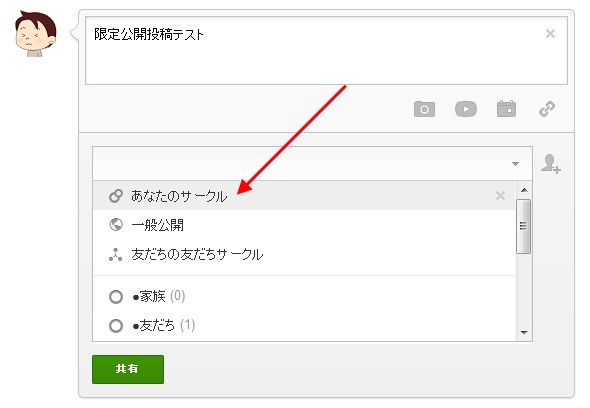 限定公開投稿テスト
あなたのサークル
一般公開
友だちの友だちサークル
●家族 (0)
●友だち (1)
共有